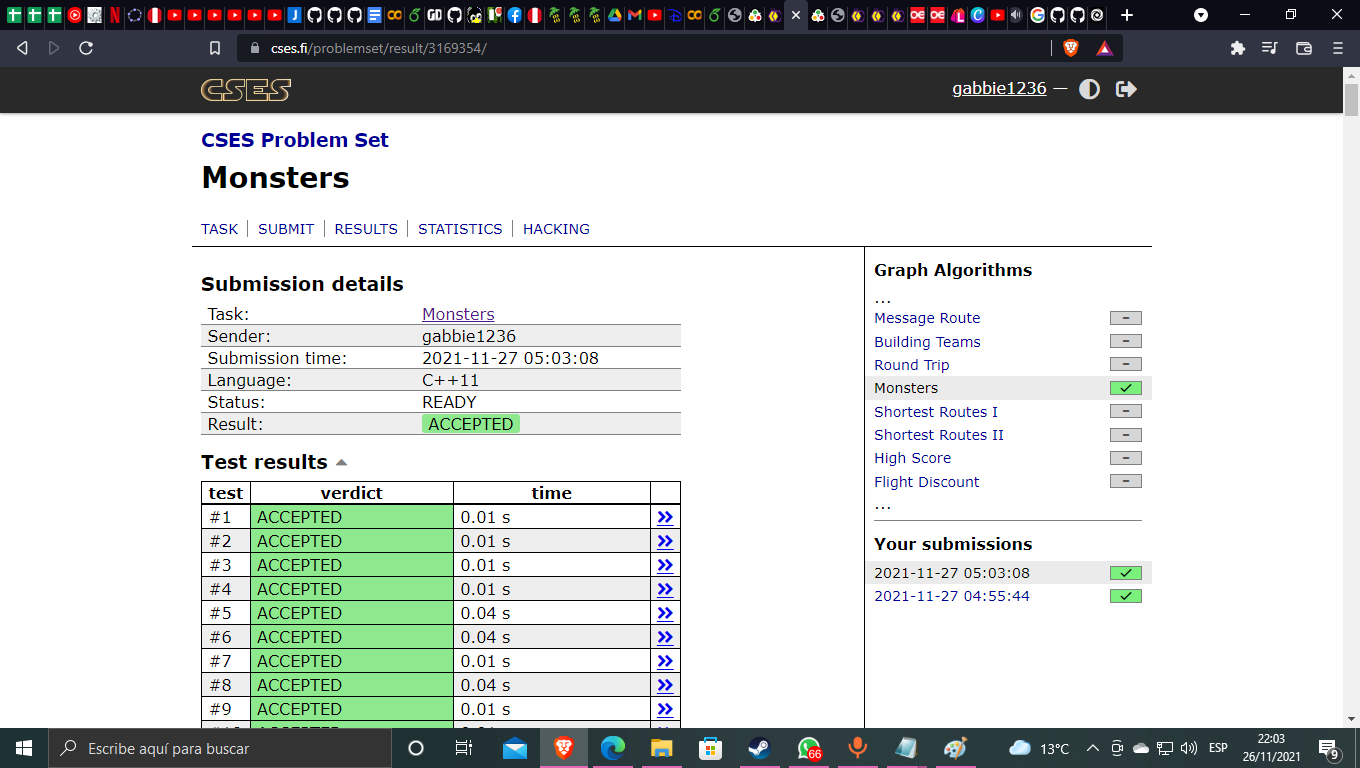 cses.fi/problemset/result/3169354/
CSES
gabbie1236 —
CSES Problem Set
Monsters
TASK | SUBMIT | RESULTS | STATISTICS | HACKING
Submission details
Task: Monsters
Sender: gabbie1236
Submission time: 2021-11-27 05:03:08
Language: C++11
Status: READY
Result: ACCEPTED
Test results
test verdict time
#1 ACCEPTED 0.01 s
#2 ACCEPTED 0.01 s
#3 ACCEPTED 0.01 s
#4 ACCEPTED 0.01 s
#5 ACCEPTED 0.04 s
#6 ACCEPTED 0.04 s
#7 ACCEPTED 0.01 s
#8 ACCEPTED 0.04 s
#9 ACCEPTED 0.01 s
Graph Algorithms
...
Message Route
Building Teams
Round Trip
Monsters
Shortest Routes I
Shortest Routes II
High Score
Flight Discount
...
Your submissions
2021-11-27 05:03:08
2021-11-27 04:55:44
Escribe aquí para buscar
66
13°C
ESP
22:03
26/11/2021
9